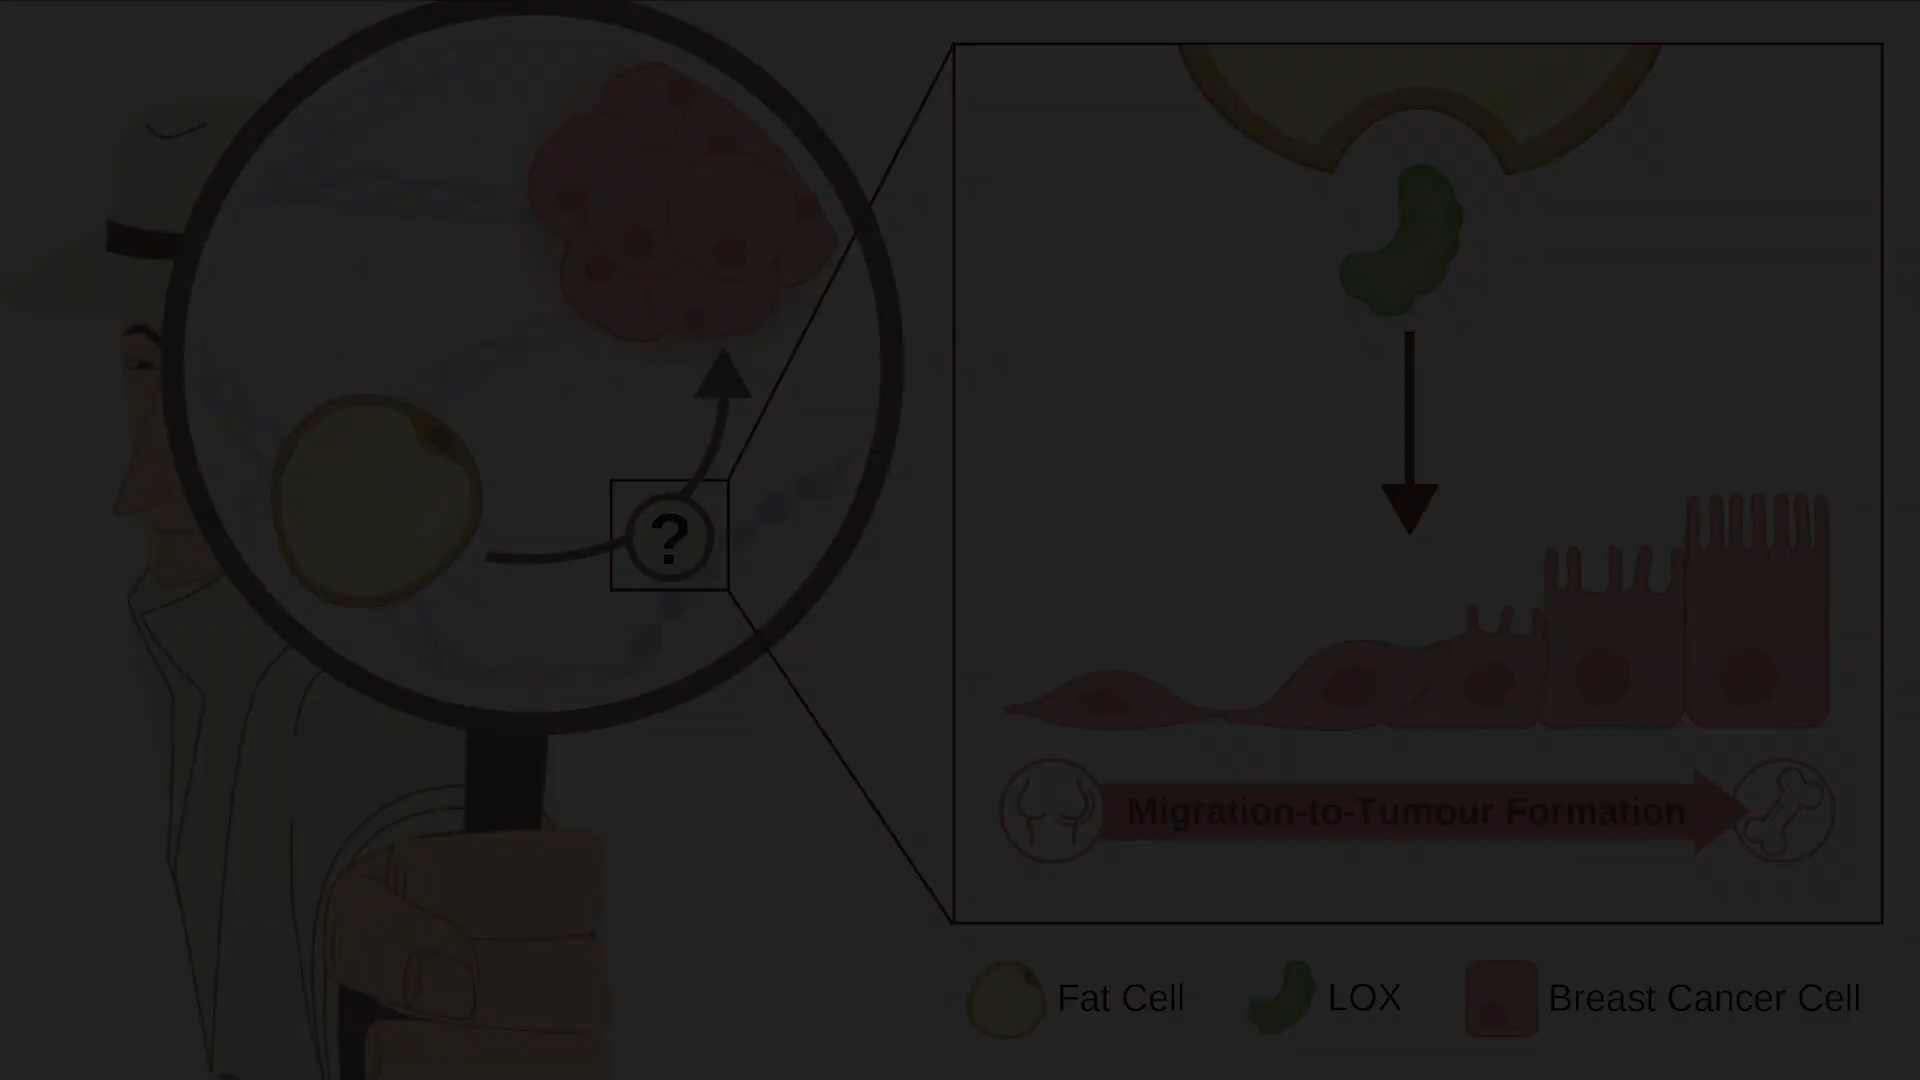 ?
Migration-to-Tumour Formation
Fat Cell
LOX
Breast Cancer Cell